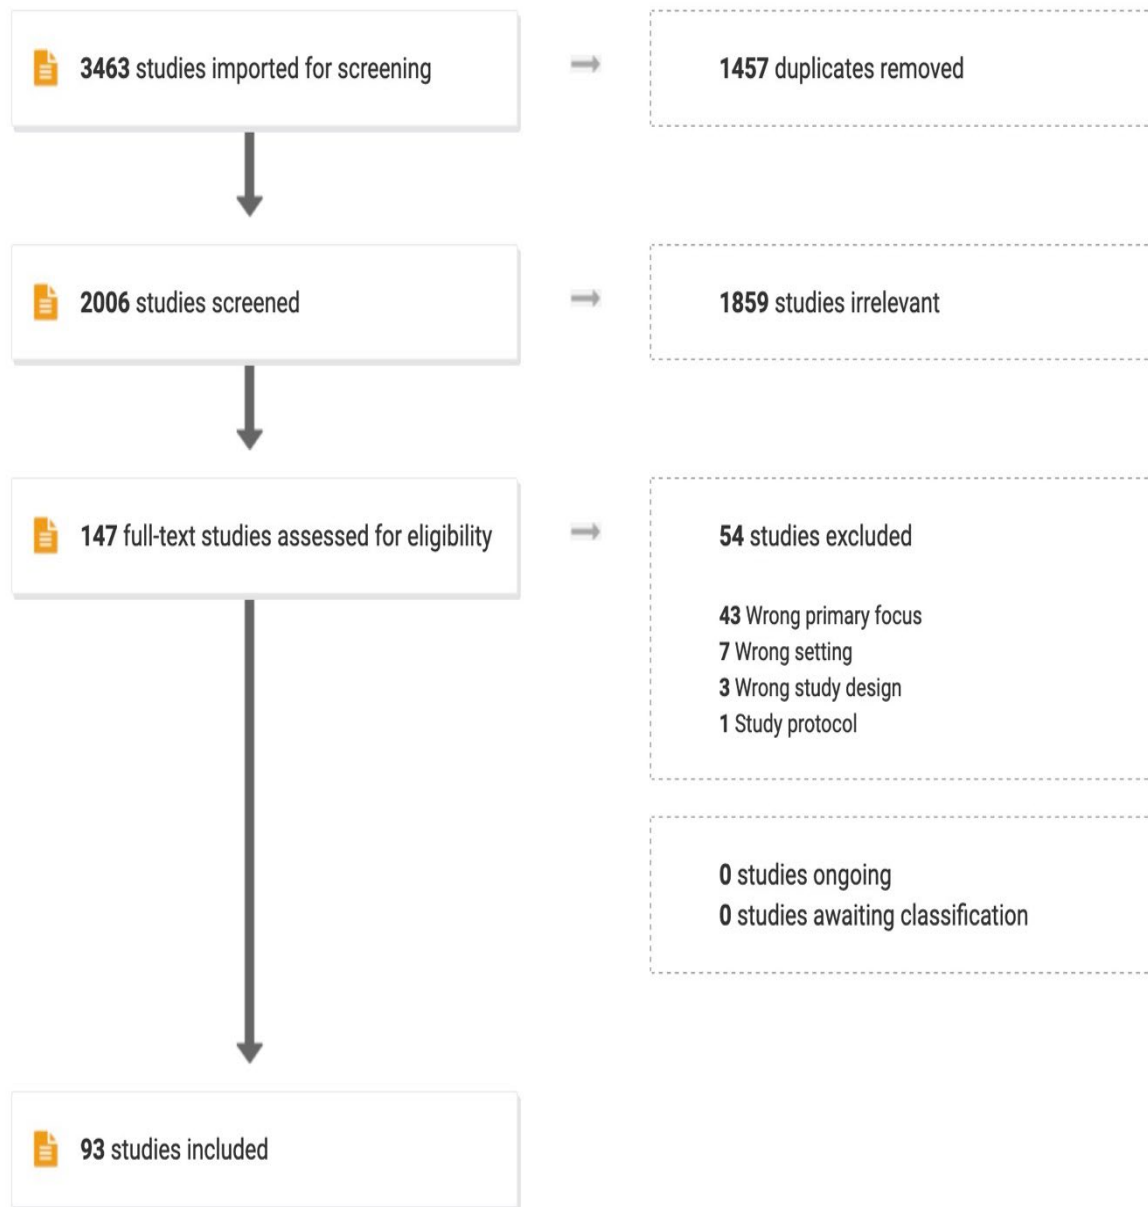 3463 studies imported for screening
1457 duplicates removed
2006 studies screened
1859 studies irrelevant
147 full-text studies assessed for eligibility
54 studies excluded
43 Wrong primary focus
7 Wrong setting
3 Wrong study design
1 Study protocol
0 studies ongoing
0 studies awaiting classification
93 studies included